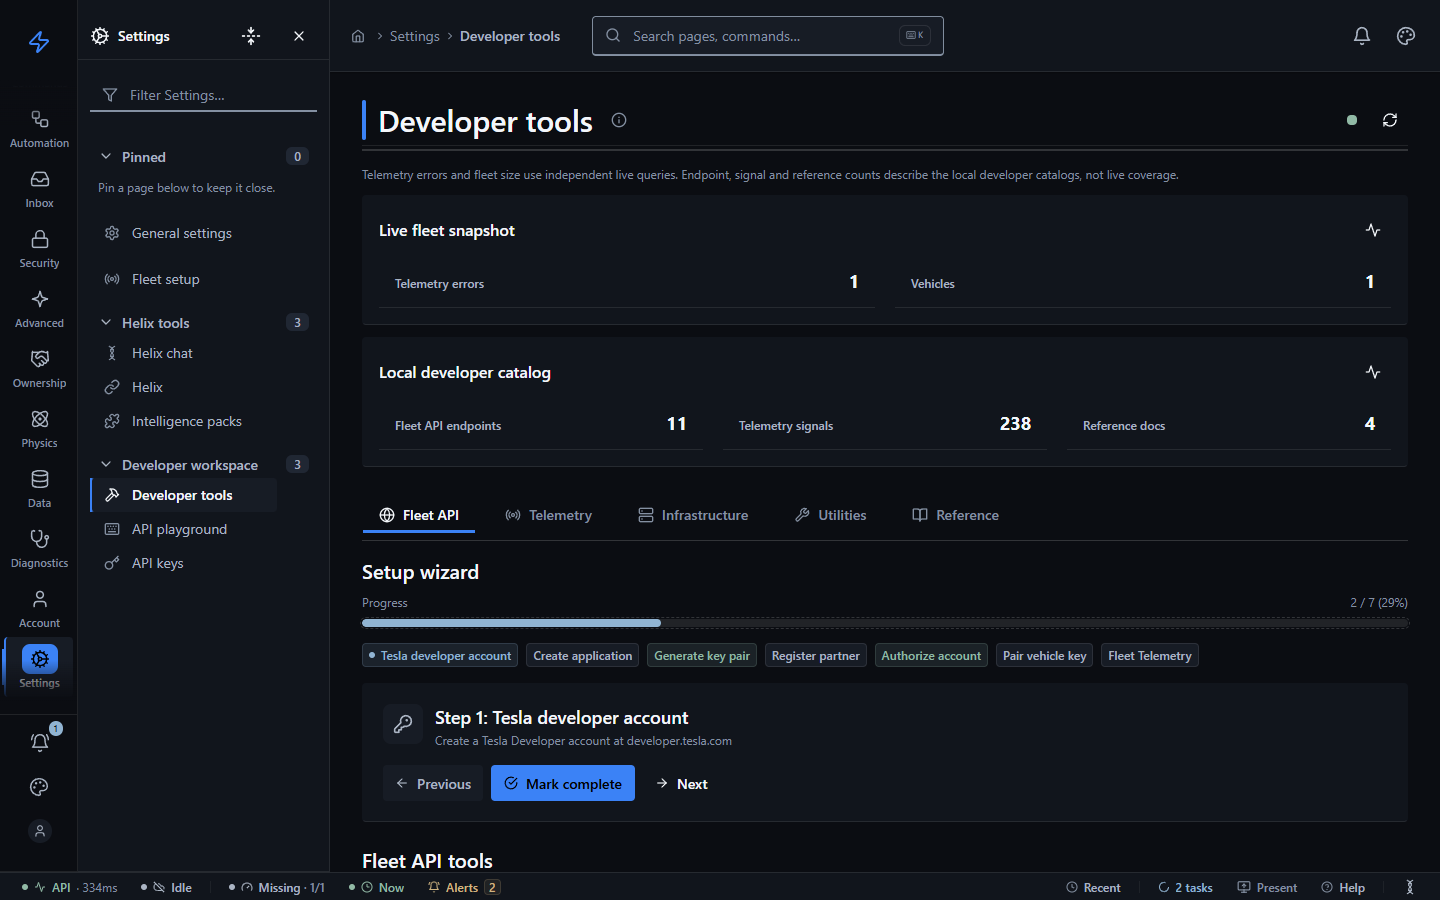 Automation
Inbox
Security
Advanced
Ownership
Physics
Data
Diagnostics
Account
Settings
1
Settings
Filter Settings...
Pinned 0
Pin a page below to keep it close.
General settings
Fleet setup
Helix tools 3
Helix chat
Helix
Intelligence packs
Developer workspace 3
Developer tools
API playground
API keys
Settings Developer tools
Search pages, commands... K
Developer tools
Telemetry errors and fleet size use independent live queries. Endpoint, signal and reference counts describe the local developer catalogs, not live coverage.
Live fleet snapshot
Telemetry errors 1 Vehicles 1
Local developer catalog
Fleet API endpoints 11 Telemetry signals 238 Reference docs 4
Fleet API Telemetry Infrastructure Utilities Reference
Setup wizard
Progress 2 / 7 (29%)
Tesla developer account Create application Generate key pair Register partner Authorize account Pair vehicle key Fleet Telemetry
Step 1: Tesla developer account
Create a Tesla Developer account at developer.tesla.com
Previous Mark complete Next
Fleet API tools
API · 334ms Idle Missing · 1/1 Now Alerts 2 Recent 2 tasks Present Help